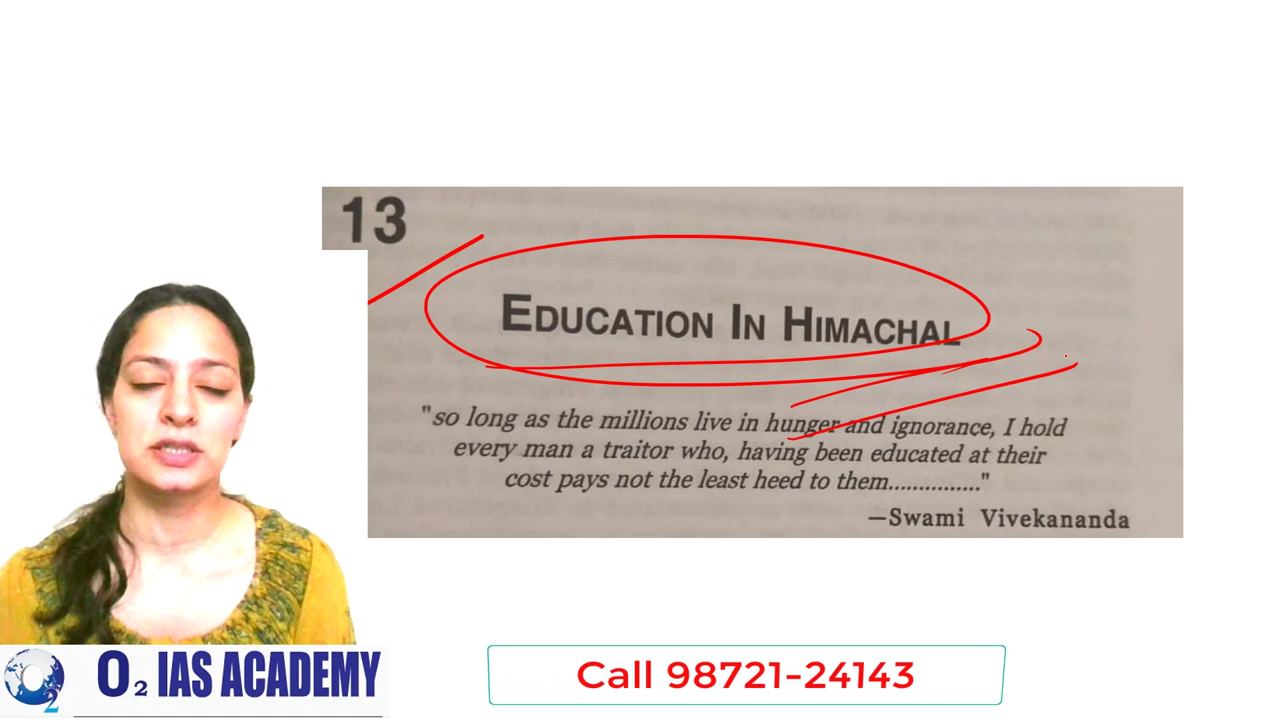 13
EDUCATION IN HIMACHAL
"so long as the millions live in hunger and ignorance, I hold
every man a traitor who, having been educated at their
cost pays not the least heed to them..............."
—Swami Vivekananda
O2 IAS ACADEMY
Call 98721-24143